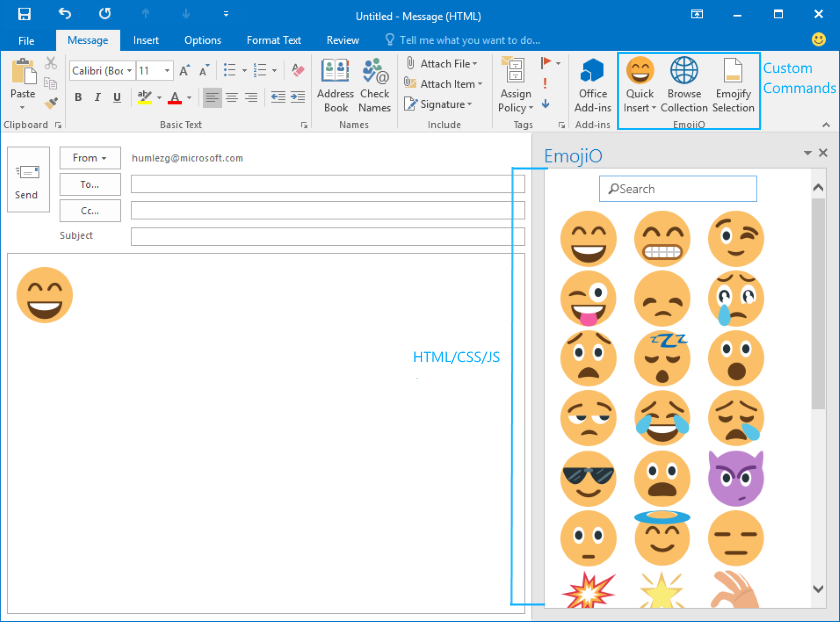 Untitled - Message (HTML)
File Message Insert Options Format Text Review Tell me what you want to do...
Calibri (Boc 11
A A
B I U A
Paste
Clipboard
Basic Text
Address Book
Check Names
Names
Attach File
Attach Item
Signature
Include
Assign Policy
Tags
Office Add-ins
Add-ins
Quick Insert
Browse Collection
Emojify Selection
EmojiO
Custom
Commands
Send
From humlezg@microsoft.com
To...
Cc...
Subject
HTML/CSS/JS
EmojiO
Search
ZZZ